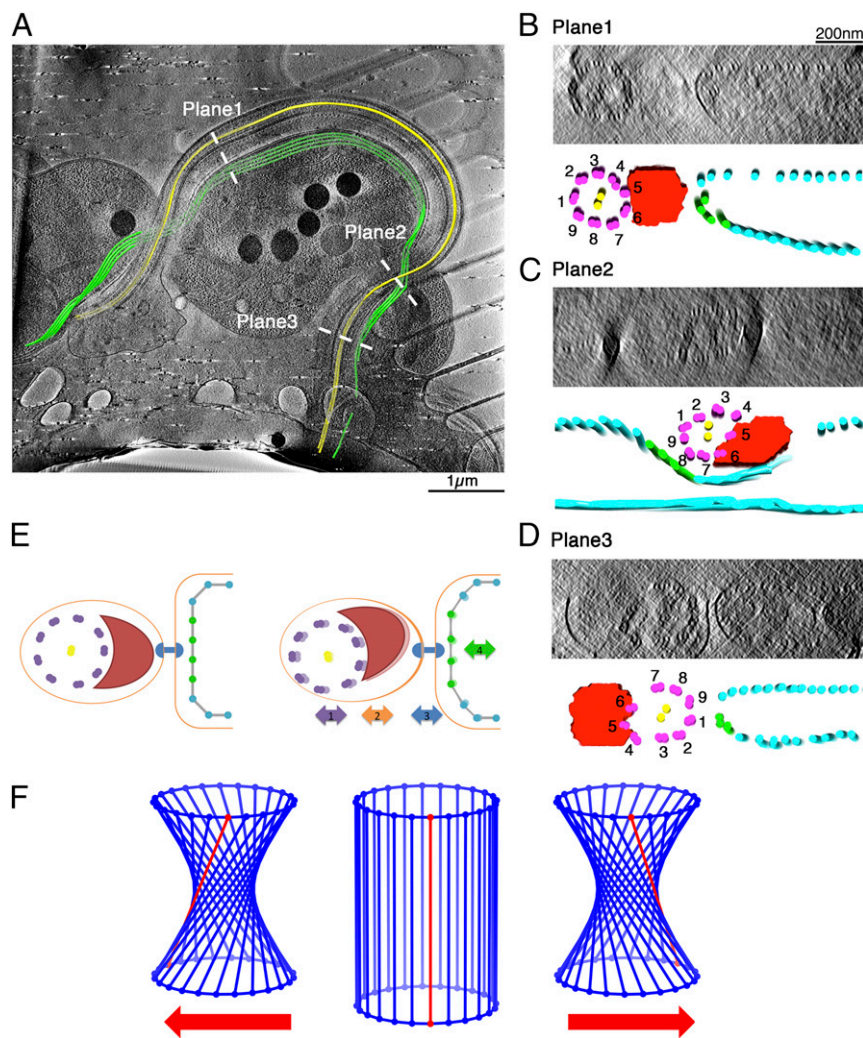 A
Plane1
Plane2
Plane3
1μm
B Plane1
200nm
1 2 3 4 5 6 7 8 9
C Plane2
1 2 3 4 5 6 7 8 9
D Plane3
7 8 9 1 2 3 4 5 6
E
1 2 3 4
F